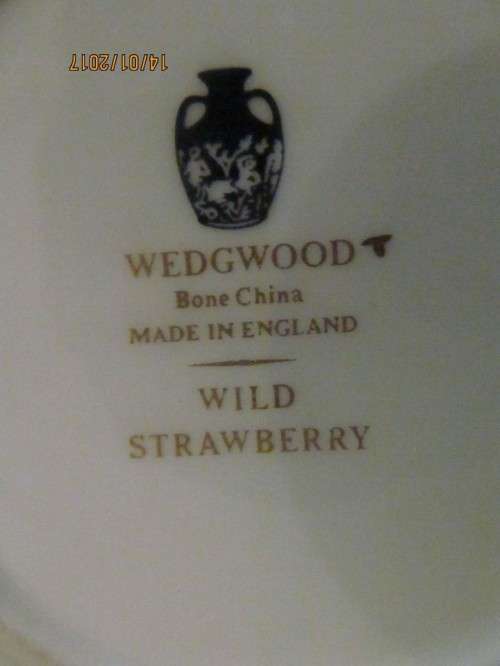 14/01/2017
WEDGWOOD T
Bone China
MADE IN ENGLAND
WILD
STRAWBERRY